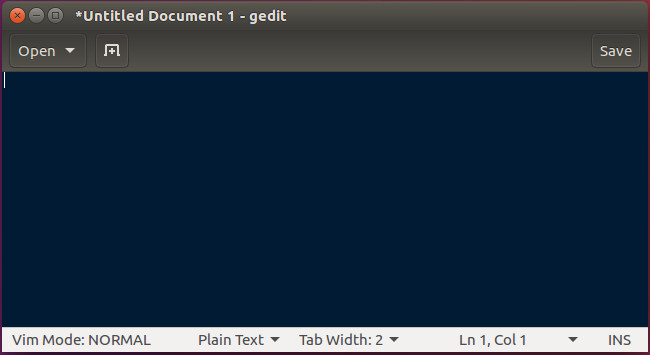 *Untitled Document 1 - gedit
Open Save
Vim Mode: NORMAL Plain Text Tab Width: 2 Ln 1, Col 1 INS